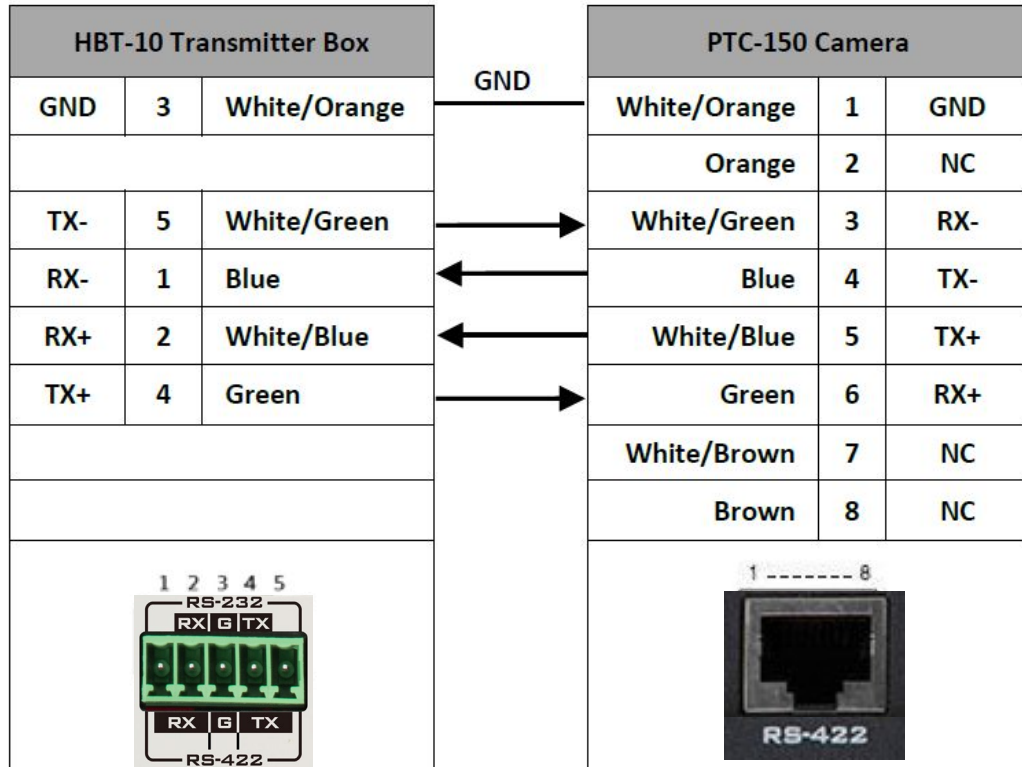 HBT-10 Transmitter Box
PTC-150 Camera
GND
GND 3 White/Orange
White/Orange 1 GND
Orange 2 NC
TX- 5 White/Green
White/Green 3 RX-
RX- 1 Blue
Blue 4 TX-
RX+ 2 White/Blue
White/Blue 5 TX+
TX+ 4 Green
Green 6 RX+
White/Brown 7 NC
Brown 8 NC
1 2 3 4 5
RS-232
RX G TX
RX G TX
RS-422
1 ------- 8
RS-422